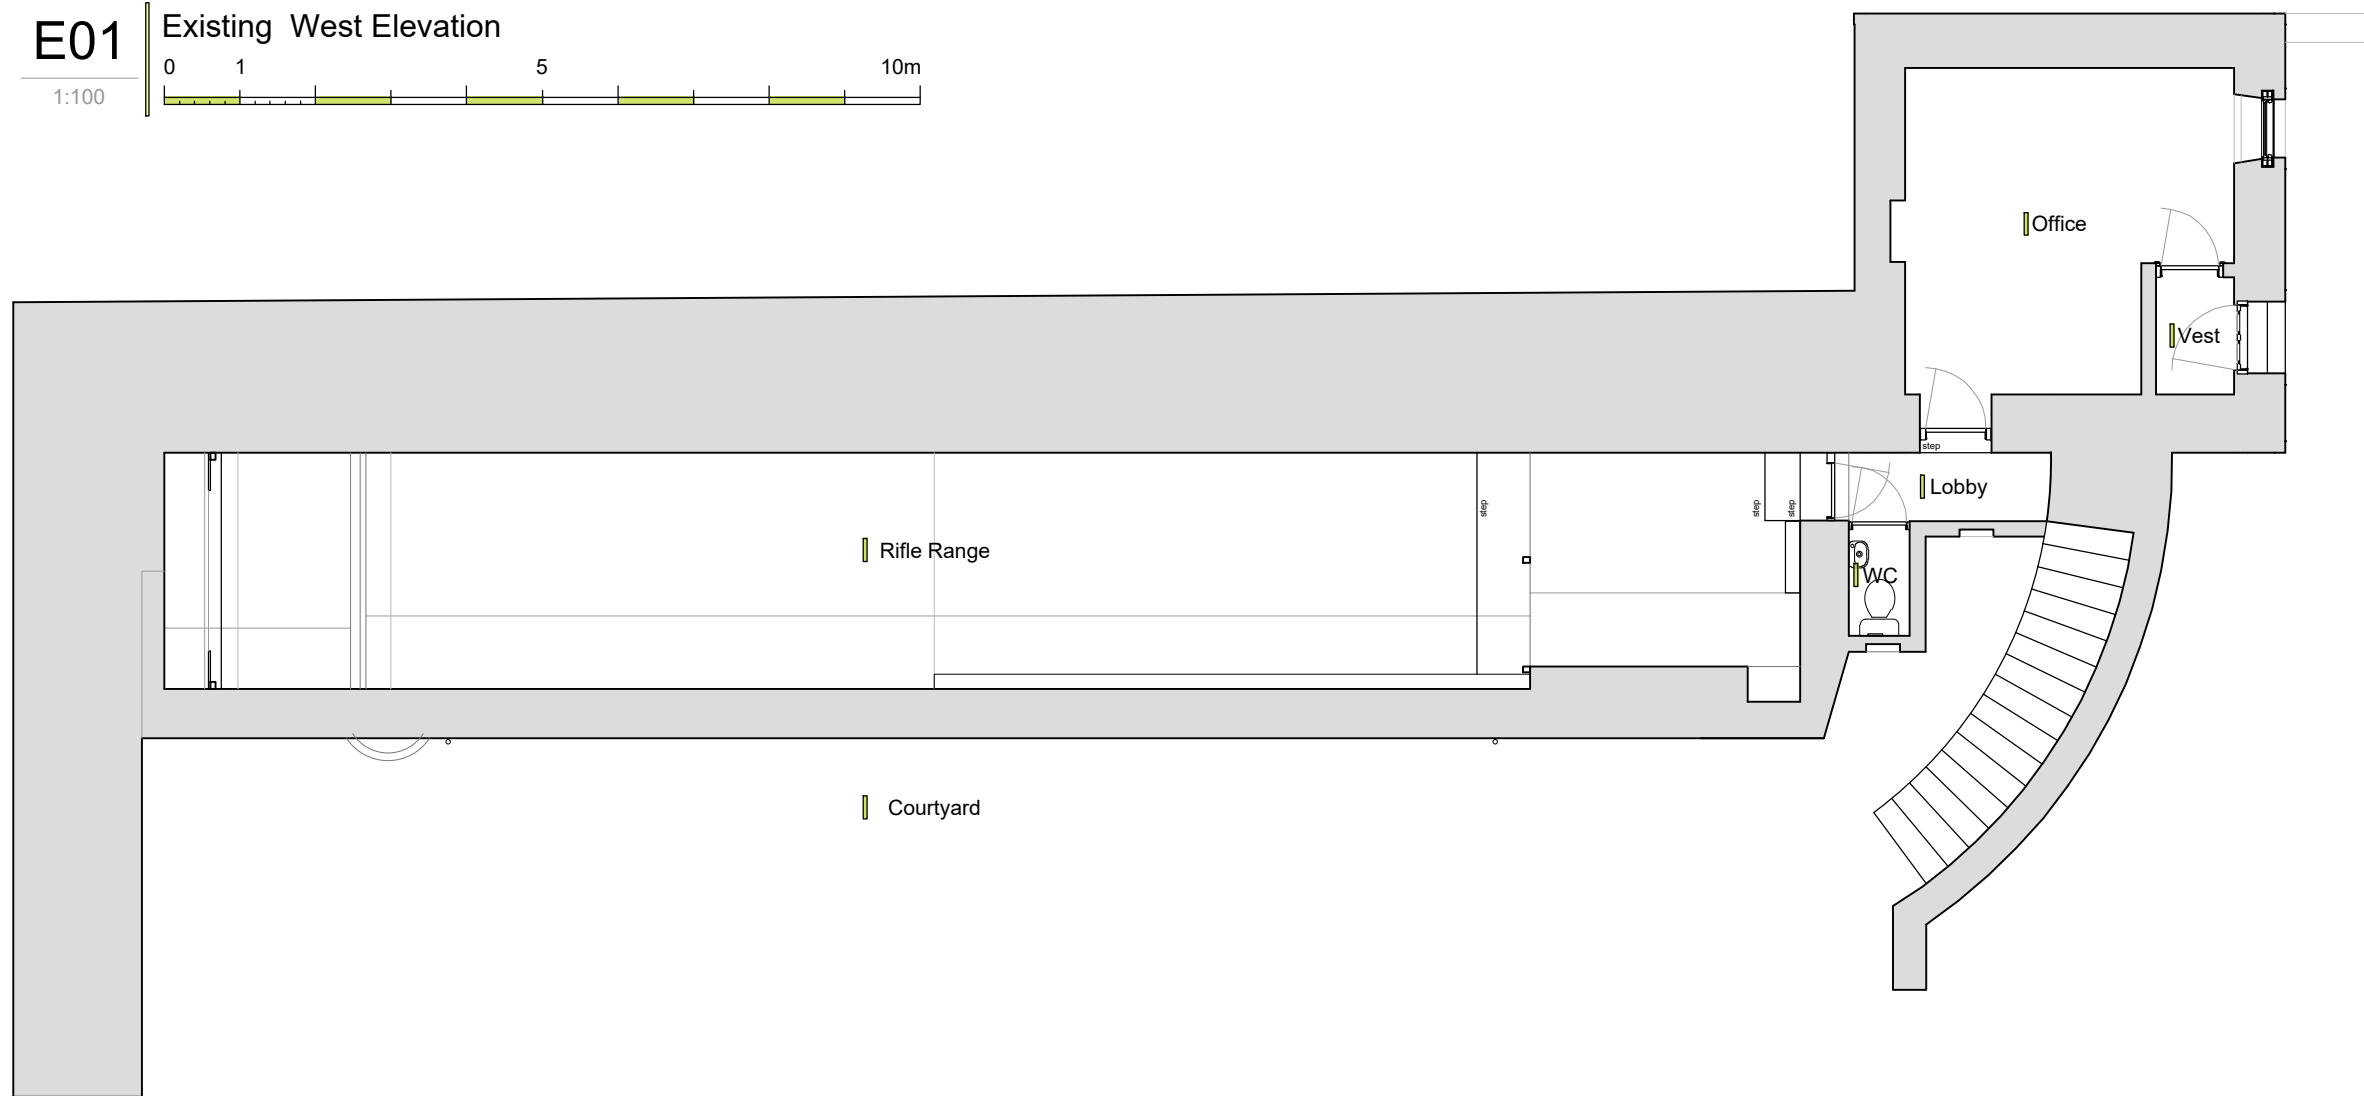 E01
Existing  West Elevation
1:100
0 1 5 10m
Office
Vest
step
Lobby
step
step
step
Rifle Range
WC
Courtyard